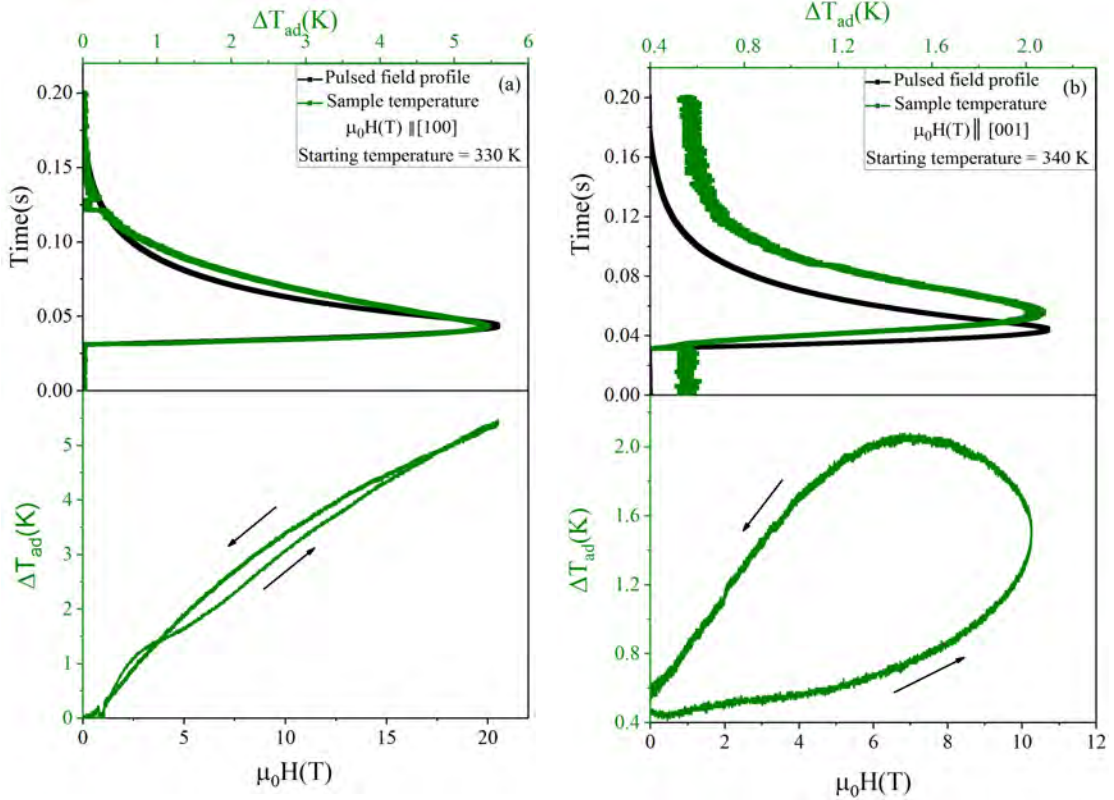 ΔT_ad(K)
0 1 2 3 4 5 6
Pulsed field profile (a)
Sample temperature
μ₀H(T) ∥[100]
Starting temperature = 330 K
Time(s)
0.20
0.15
0.10
0.05
0.00
ΔT_ad(K)
5
4
3
2
1
0
0 5 10 15 20
μ₀H(T)
ΔT_ad(K)
0.4 0.8 1.2 1.6 2.0
Pulsed field profile (b)
Sample temperature
μ₀H(T)∥ [001]
Starting temperature = 340 K
Time(s)
0.20
0.16
0.12
0.08
0.04
0.00
ΔT_ad(K)
2.0
1.6
1.2
0.8
0.4
0 2 4 6 8 10 12
μ₀H(T)